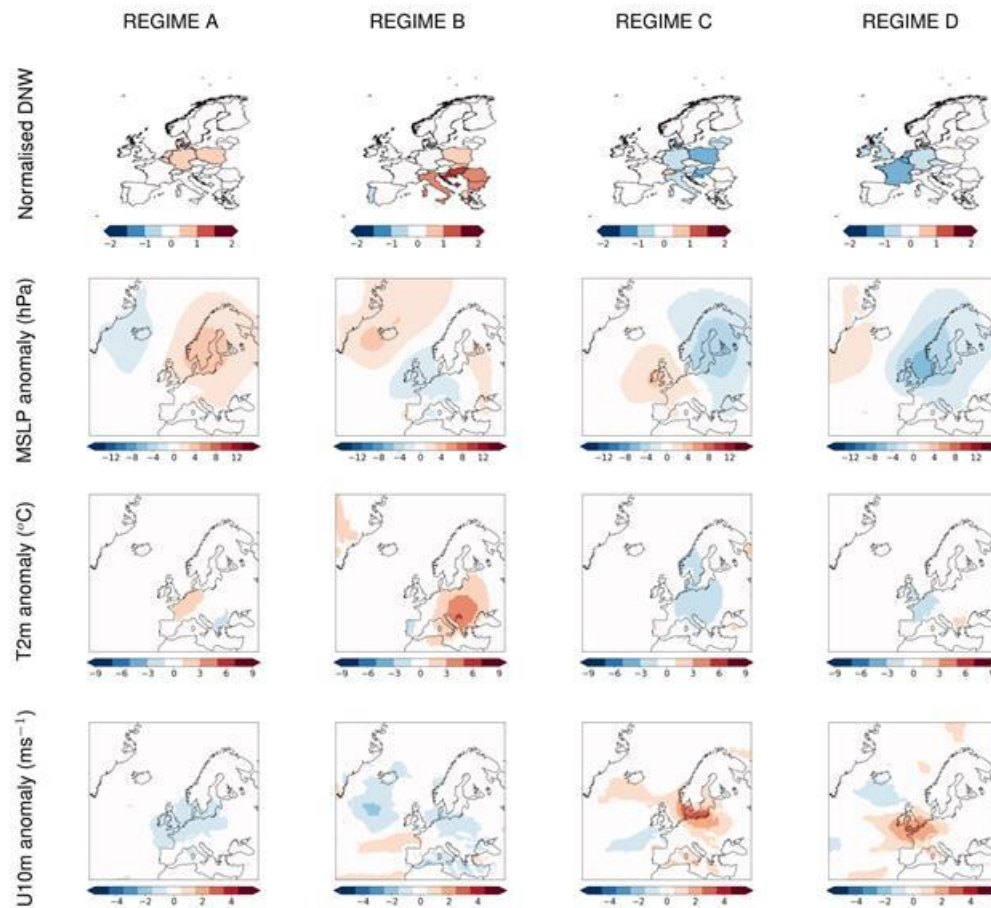 REGIME A REGIME B REGIME C REGIME D
Normalised DNW
−2 −1 0 1 2 −2 −1 0 1 2 −2 −1 0 1 2 −2 −1 0 1 2
MSLP anomaly (hPa)
−12 −8 −4 0 4 8 12 −12 −8 −4 0 4 8 12 −12 −8 −4 0 4 8 12 −12 −8 −4 0 4 8 12
T2m anomaly (°C)
−9 −6 −3 0 3 6 9 −9 −6 −3 0 3 6 9 −9 −6 −3 0 3 6 9 −9 −6 −3 0 3 6 9
U10m anomaly (ms⁻¹)
−4 −2 0 2 4 −4 −2 0 2 4 −4 −2 0 2 4 −4 −2 0 2 4